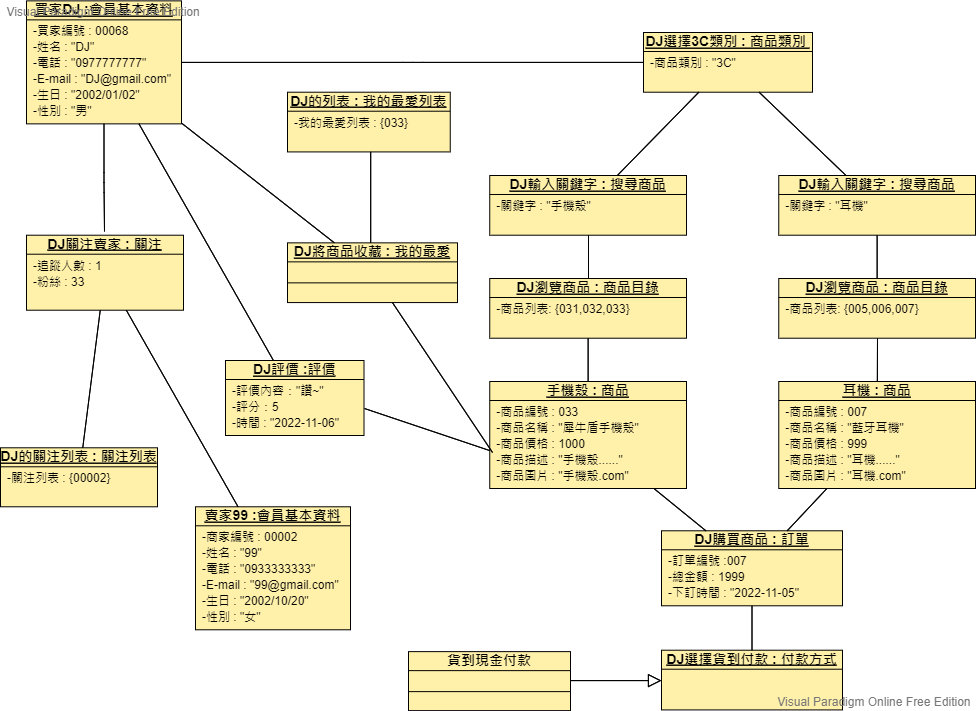 Visual Paradigm Online Free Edition
買家DJ :會員基本資料
-買家編號 : 00068
-姓名 : "DJ"
-電話 : "0977777777"
-E-mail : "DJ@gmail.com"
-生日 : "2002/01/02"
-性別 : "男"
DJ選擇3C類別 : 商品類別
-商品類別 : "3C"
DJ的列表 : 我的最愛列表
-我的最愛列表 : {033}
DJ輸入關鍵字 : 搜尋商品
-關鍵字 : "手機殼"
DJ輸入關鍵字 : 搜尋商品
-關鍵字 : "耳機"
DJ關注賣家 : 關注
-追蹤人數 : 1
-粉絲 : 33
DJ將商品收藏 : 我的最愛
DJ瀏覽商品 : 商品目錄
-商品列表: {031,032,033}
DJ瀏覽商品 : 商品目錄
-商品列表: {005,006,007}
DJ評價 :評價
-評價內容 : "讚~"
-評分 : 5
-時間 : "2022-11-06"
手機殼 : 商品
-商品編號 : 033
-商品名稱 : "犀牛盾手機殼"
-商品價格 : 1000
-商品描述 : "手機殼......"
-商品圖片 : "手機殼.com"
耳機 : 商品
-商品編號 : 007
-商品名稱 : "藍牙耳機"
-商品價格 : 999
-商品描述 : "耳機......"
-商品圖片 : "耳機.com"
DJ的關注列表 : 關注列表
-關注列表 : {00002}
賣家99 :會員基本資料
-商家編號 : 00002
-姓名 : "99"
-電話 : "0933333333"
-E-mail : "99@gmail.com"
-生日 : "2002/10/20"
-性別 : "女"
DJ購買商品 : 訂單
-訂單編號 :007
-總金額 : 1999
-下訂時間 : "2022-11-05"
貨到現金付款
DJ選擇貨到付款 : 付款方式
Visual Paradigm Online Free Edition